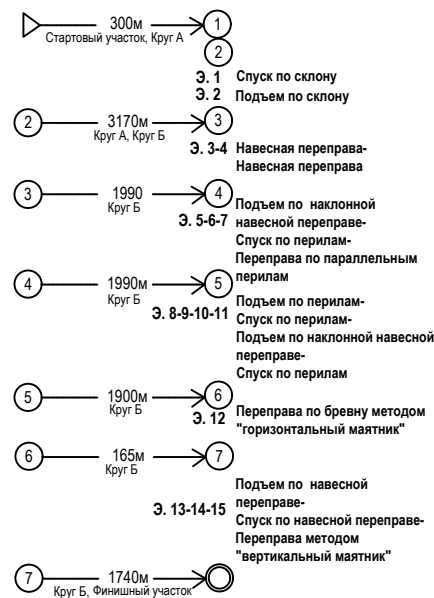 300м
Стартовый участок, Круг А
1
2
Э. 1 Спуск по склону
Э. 2 Подъем по склону
2 3170м 3
Круг А, Круг Б
Э. 3-4 Навесная переправа-
Навесная переправа
3 1990 4
Круг Б
Э. 5-6-7
Подъем по наклонной
навесной переправе-
Спуск по перилам-
Переправа по параллельным
перилам
4 1990м 5
Круг Б
Э. 8-9-10-11
Подъем по перилам-
Спуск по перилам-
Подъем по наклонной навесной
переправе-
Спуск по перилам
5 1900м 6
Круг Б
Э. 12
Переправа по бревну методом
"горизонтальный маятник"
6 165м 7
Круг Б
Э. 13-14-15
Подъем по навесной
переправе-
Спуск по навесной переправе-
Переправа методом
"вертикальный маятник"
7 1740м
Круг Б, Финишный участок